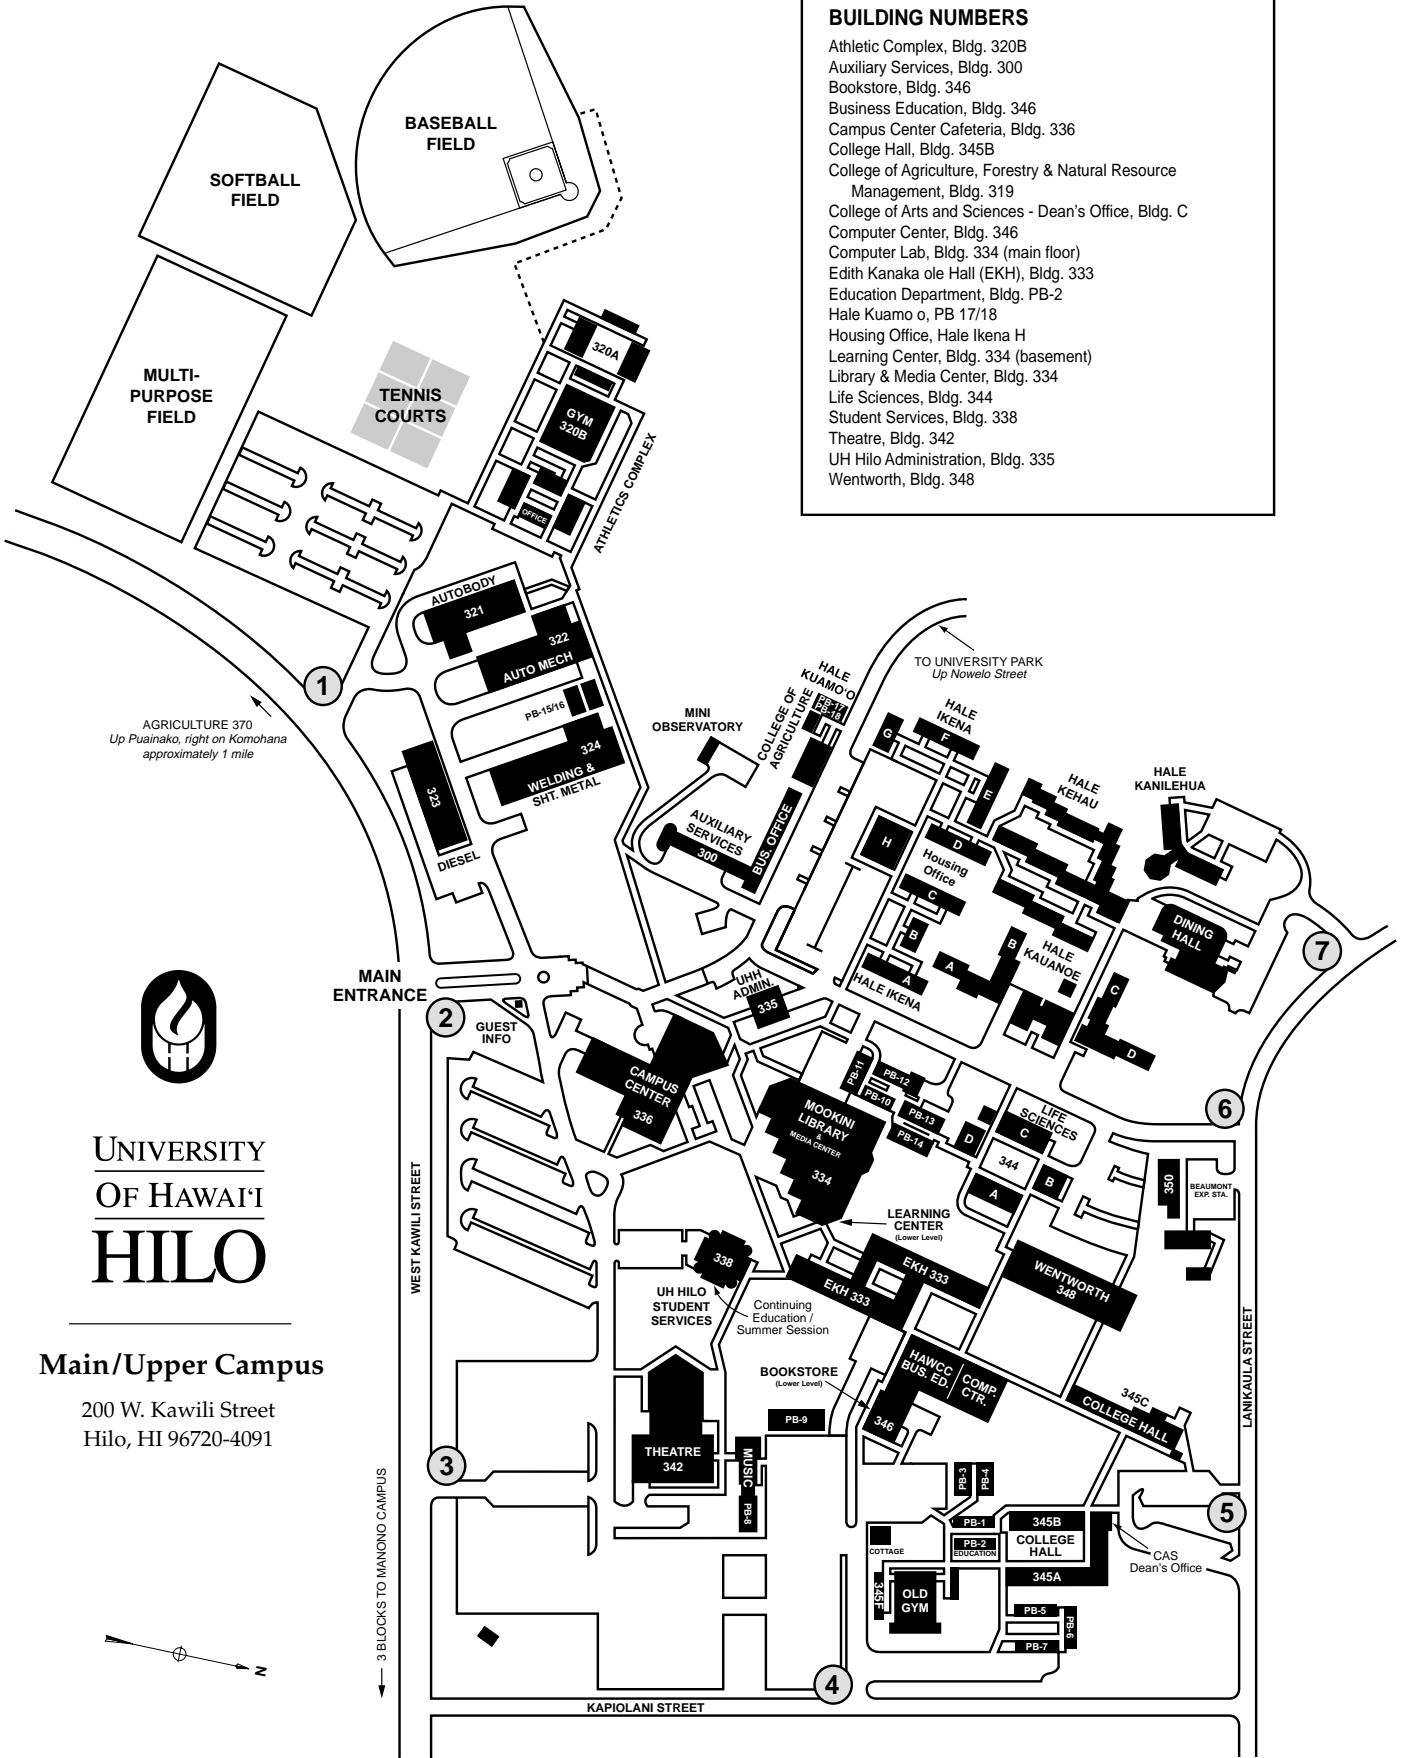 BUILDING NUMBERS
Athletic Complex, Bldg. 320B
Auxiliary Services, Bldg. 300
Bookstore, Bldg. 346
Business Education, Bldg. 346
Campus Center Cafeteria, Bldg. 336
College Hall, Bldg. 345B
College of Agriculture, Forestry & Natural Resource
Management, Bldg. 319
College of Arts and Sciences - Dean's Office, Bldg. C
Computer Center, Bldg. 346
Computer Lab, Bldg. 334 (main floor)
Edith Kanaka ole Hall (EKH), Bldg. 333
Education Department, Bldg. PB-2
Hale Kuamo o, PB 17/18
Housing Office, Hale Ikena H
Learning Center, Bldg. 334 (basement)
Library & Media Center, Bldg. 334
Life Sciences, Bldg. 344
Student Services, Bldg. 338
Theatre, Bldg. 342
UH Hilo Administration, Bldg. 335
Wentworth, Bldg. 348
BASEBALL
FIELD
SOFTBALL
FIELD
MULTI-
PURPOSE
FIELD
TENNIS
COURTS
320A
GYM
320B
OFFICE
ATHLETICS COMPLEX
AUTOBODY
321
322
AUTO MECH
PB-15/16
324
WELDING &
SHT. METAL
323
DIESEL
1
AGRICULTURE 370
Up Puainako, right on Komohana
approximately 1 mile
MINI
OBSERVATORY
COLLEGE OF
AGRICULTURE
HALE
KUAMO'O
PB-17
PB-18
TO UNIVERSITY PARK
Up Nowelo Street
AUXILIARY
SERVICES
300
BUS. OFFICE
HALE
IKENA
G
F
E
H
D
Housing
Office
C
B
A
HALE IKENA
HALE
KEHAU
HALE
KANILEHUA
DINING
HALL
7
HALE
KAUANOE
A
B
C
D
MAIN
ENTRANCE
2
GUEST
INFO
UHH
ADMIN.
335
CAMPUS
CENTER
336
MOOKINI
LIBRARY
&
MEDIA CENTER
334
PB-11
PB-12
PB-10
PB-13
PB-14
LIFE
SCIENCES
D
C
344
B
A
6
350
BEAUMONT
EXP. STA.
LEARNING
CENTER
(Lower Level)
338
UH HILO
STUDENT
SERVICES
Continuing
Education /
Summer Session
EKH 333
EKH 333
WENTWORTH
348
WEST KAWILI STREET
LANIKAULA STREET
UNIVERSITY
OF HAWAI‘I
HILO
Main/Upper Campus
200 W. Kawili Street
Hilo, HI 96720-4091
BOOKSTORE
(Lower Level)
HAWCC
BUS. ED.
COMP.
CTR.
346
345C
COLLEGE HALL
PB-9
THEATRE
342
MUSIC
PB-8
3
PB-3
PB-4
PB-1
PB-2
EDUCATION
345B
COLLEGE
HALL
345A
CAS
Dean's Office
5
COTTAGE
345F
OLD
GYM
PB-5
PB-6
PB-7
3 BLOCKS TO MANONO CAMPUS
N
4
KAPIOLANI STREET